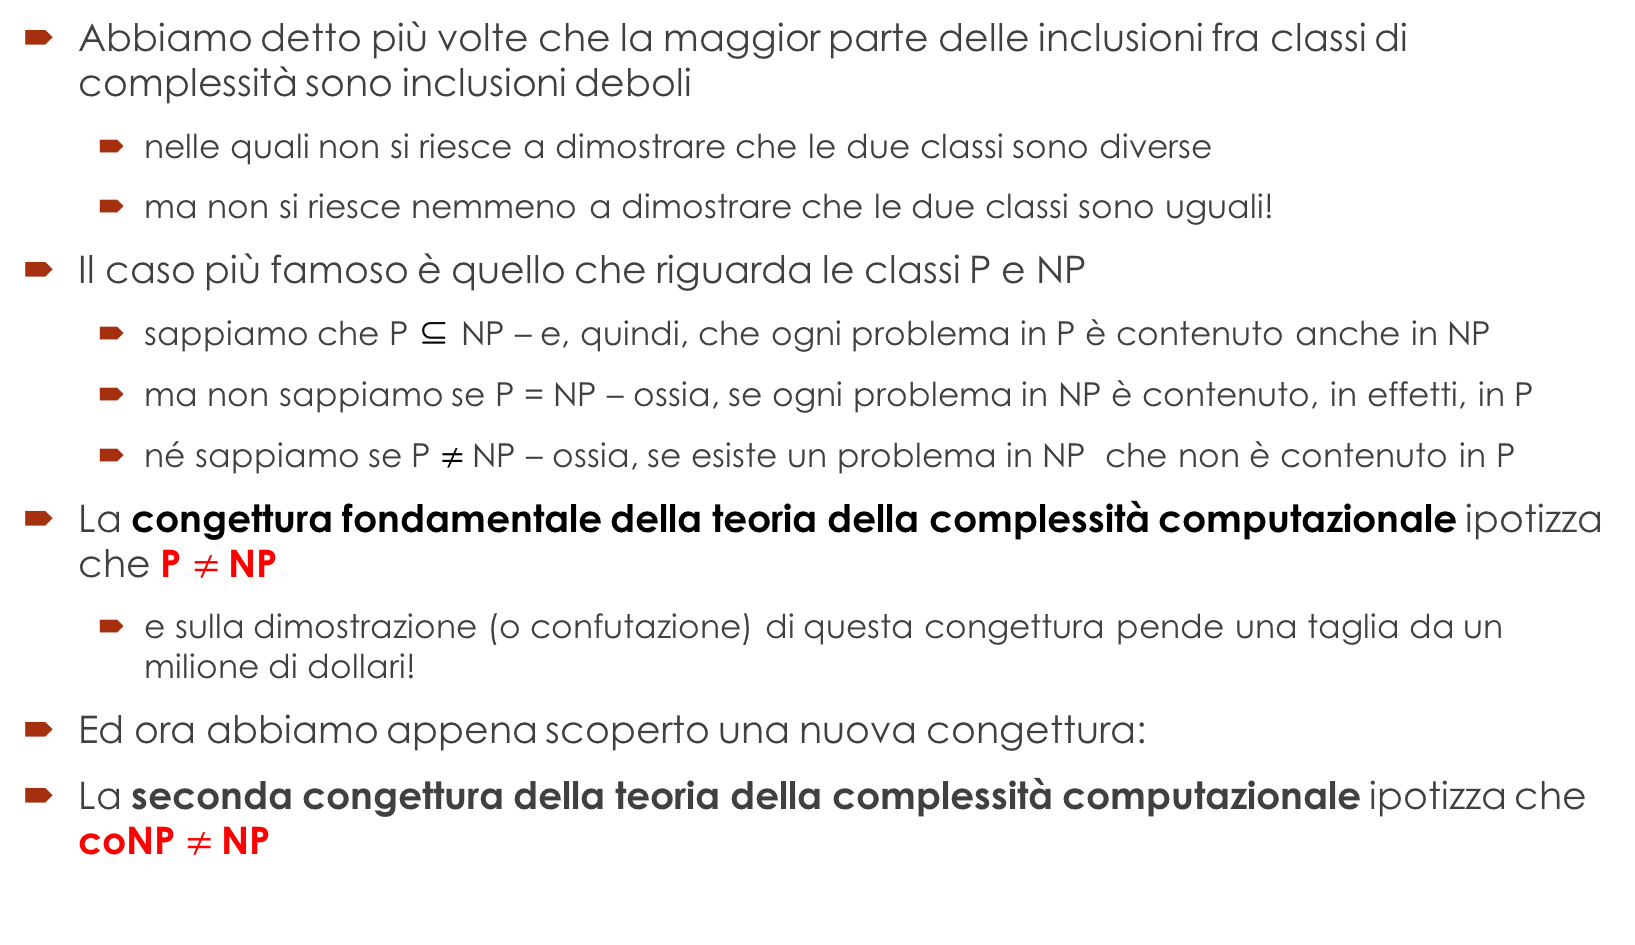 Abbiamo detto più volte che la maggior parte delle inclusioni fra classi di
complessità sono inclusioni deboli
nelle quali non si riesce a dimostrare che le due classi sono diverse
ma non si riesce nemmeno a dimostrare che le due classi sono uguali!
Il caso più famoso è quello che riguarda le classi P e NP
sappiamo che P ⊆ NP – e, quindi, che ogni problema in P è contenuto anche in NP
ma non sappiamo se P = NP – ossia, se ogni problema in NP è contenuto, in effetti, in P
né sappiamo se P ≠ NP – ossia, se esiste un problema in NP che non è contenuto in P
La congettura fondamentale della teoria della complessità computazionale ipotizza
che P ≠ NP
e sulla dimostrazione (o confutazione) di questa congettura pende una taglia da un
milione di dollari!
Ed ora abbiamo appena scoperto una nuova congettura:
La seconda congettura della teoria della complessità computazionale ipotizza che
coNP ≠ NP